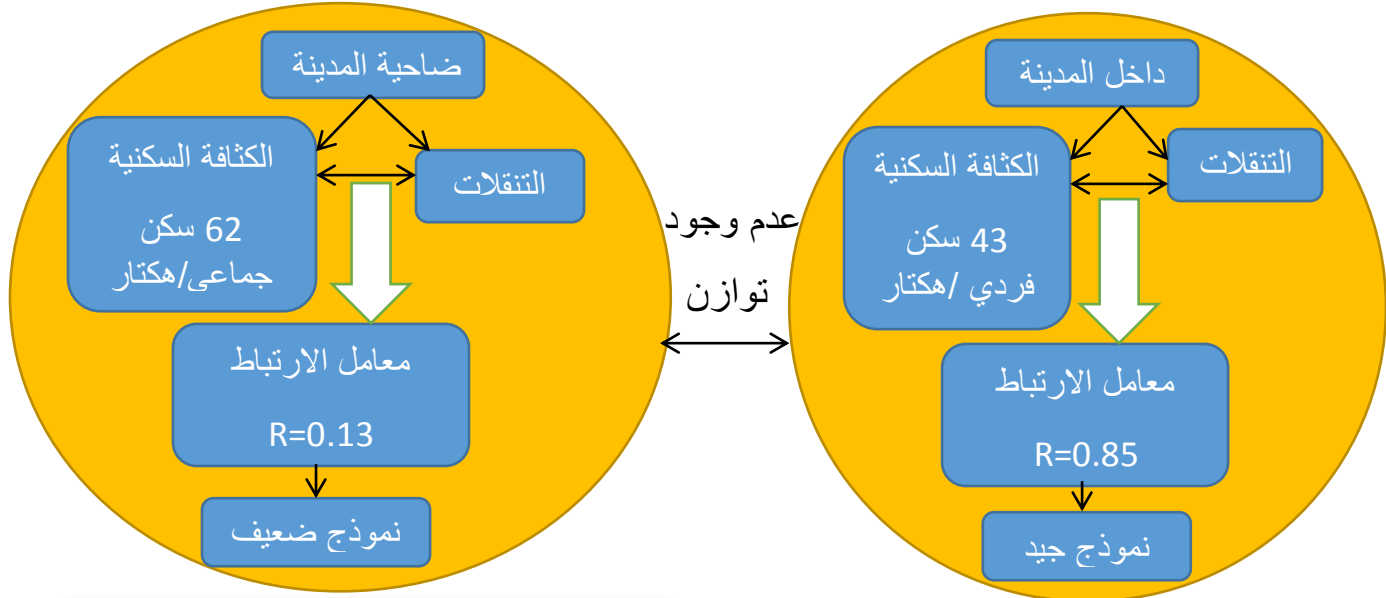 داخل المدينة
الكثافة السكنية
43 سكن
فردي /هكتار
التنقلات
معامل الارتباط
R=0.85
نموذج جيد
عدم وجود
توازن
ضاحية المدينة
الكثافة السكنية
62 سكن
جماعى/هكتار
التنقلات
معامل الارتباط
R=0.13
نموذج ضعيف